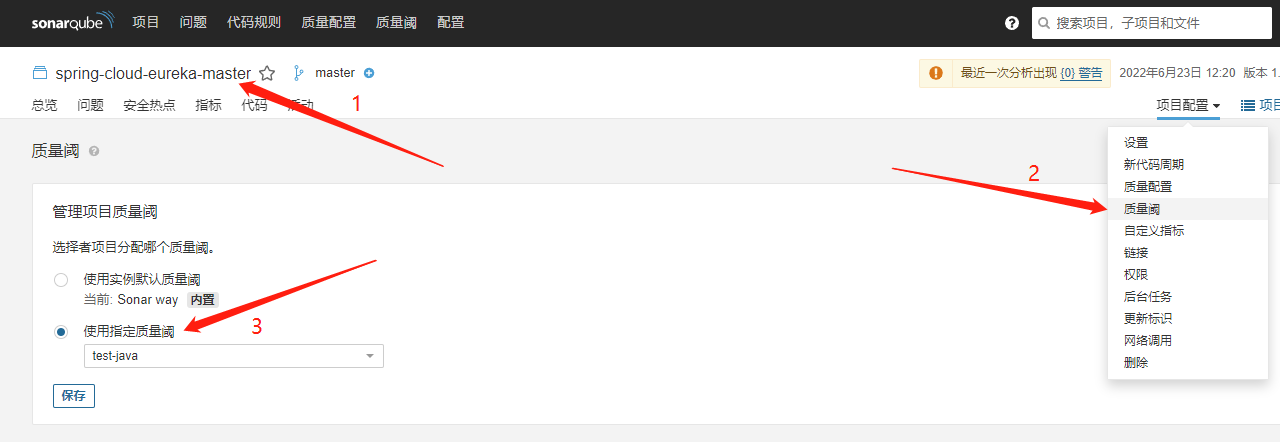 sonarqube 项目 问题 代码规则 质量配置 质量阈 配置 搜索项目，子项目和文件
spring-cloud-eureka-master master 最近一次分析出现 {0} 警告 2022年6月23日 12:20 版本 1.
总览 问题 安全热点 指标 代码 活动 1 项目配置 项目
质量阈
设置
新代码周期
质量配置
质量阈
自定义指标
链接
权限
后台任务
更新标识
网络调用
删除
2
管理项目质量阈
选择者项目分配哪个质量阈。
使用实例默认质量阈
当前: Sonar way 内置
使用指定质量阈
3
test-java
保存